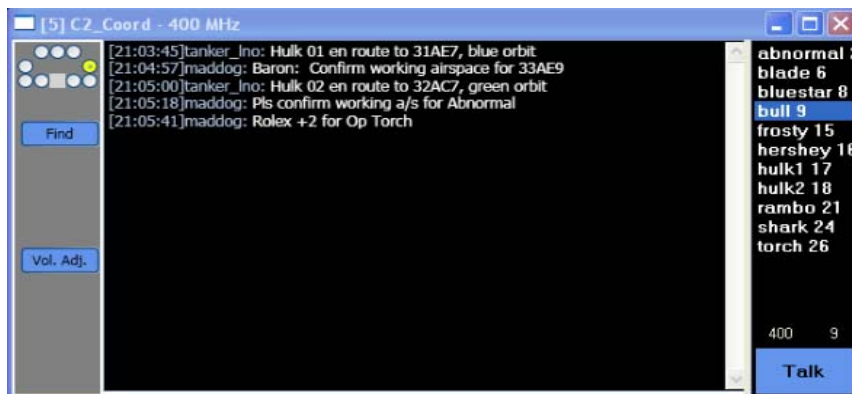 [5] C2_Coord - 400 MHz
[21:03:45]tanker_lno: Hulk 01 en route to 31AE7, blue orbit
[21:04:57]maddog: Baron: Confirm working airspace for 33AE9
[21:05:00]tanker_lno: Hulk 02 en route to 32AC7, green orbit
[21:05:18]maddog: Pls confirm working a/s for Abnormal
[21:05:41]maddog: Rolex +2 for Op Torch
Find
Vol. Adj.
abnormal
blade 6
bluestar 8
bull 9
frosty 15
hershey 16
hulk1 17
hulk2 18
rambo 21
shark 24
torch 26
400 9
Talk